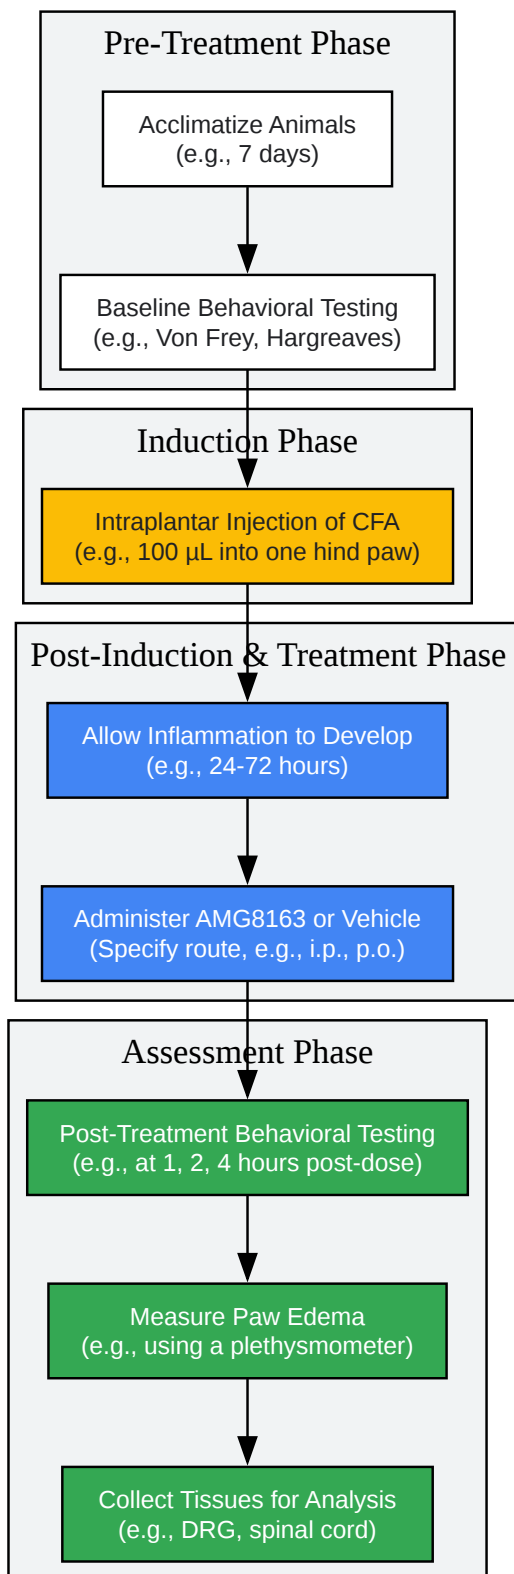 Pre-Treatment Phase
Acclimatize Animals
(e.g., 7 days)
Baseline Behavioral Testing
(e.g., Von Frey, Hargreaves)
Induction Phase
Intraplantar Injection of CFA
(e.g., 100 µL into one hind paw)
Post-Induction & Treatment Phase
Allow Inflammation to Develop
(e.g., 24-72 hours)
Administer AMG8163 or Vehicle
(Specify route, e.g., i.p., p.o.)
Assessment Phase
Post-Treatment Behavioral Testing
(e.g., at 1, 2, 4 hours post-dose)
Measure Paw Edema
(e.g., using a plethysmometer)
Collect Tissues for Analysis
(e.g., DRG, spinal cord)